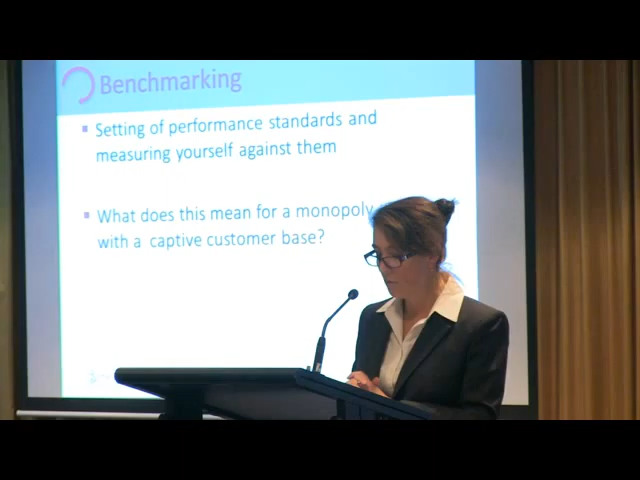 Benchmarking
Setting of performance standards and
measuring yourself against them
What does this mean for a monopoly
with a captive customer base?